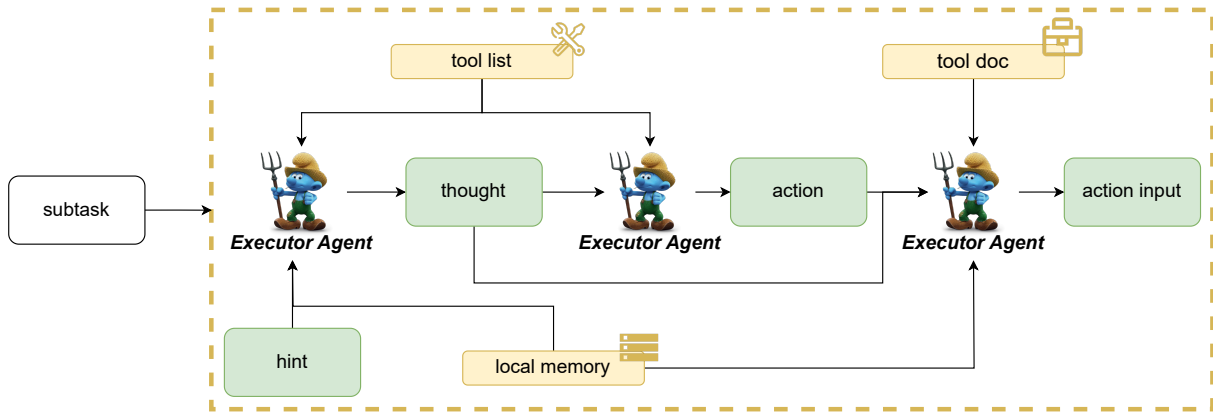 tool list
tool doc
subtask
thought
action
action input
Executor Agent
Executor Agent
Executor Agent
hint
local memory